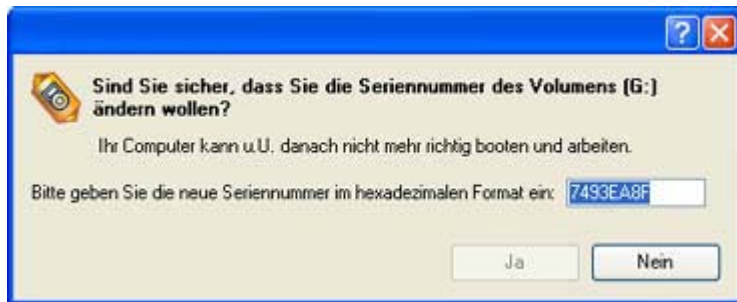 Sind Sie sicher, dass Sie die Seriennummer des Volumens (G:)
ändern wollen?
Ihr Computer kann u.U. danach nicht mehr richtig booten und arbeiten.
Bitte geben Sie die neue Seriennummer im hexadezimalen Format ein: 7493EA8F
Ja Nein